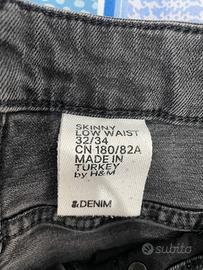 SKINNY
LOW WAIST
32/34
CN 180/82A
MADE IN
TURKEY
by H&M
&DENIM
subito